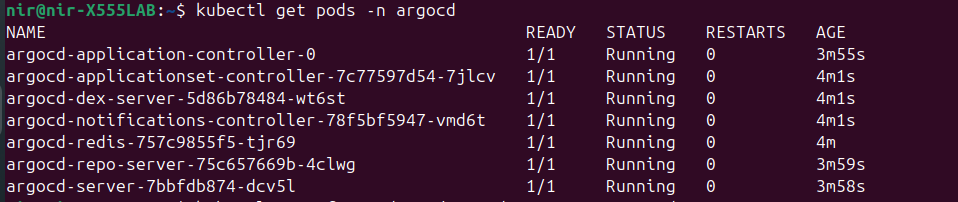 nir@nir-X555LAB:~$ kubectl get pods -n argocd
NAME                                                READY   STATUS    RESTARTS   AGE
argocd-application-controller-0                     1/1     Running   0          3m55s
argocd-applicationset-controller-7c77597d54-7jlcv   1/1     Running   0          4m1s
argocd-dex-server-5d86b78484-wt6st                  1/1     Running   0          4m1s
argocd-notifications-controller-78f5bf5947-vmd6t    1/1     Running   0          4m1s
argocd-redis-757c9855f5-tjr69                       1/1     Running   0          4m
argocd-repo-server-75c657669b-4clwg                 1/1     Running   0          3m59s
argocd-server-7bbfdb874-dcv5l                       1/1     Running   0          3m58s